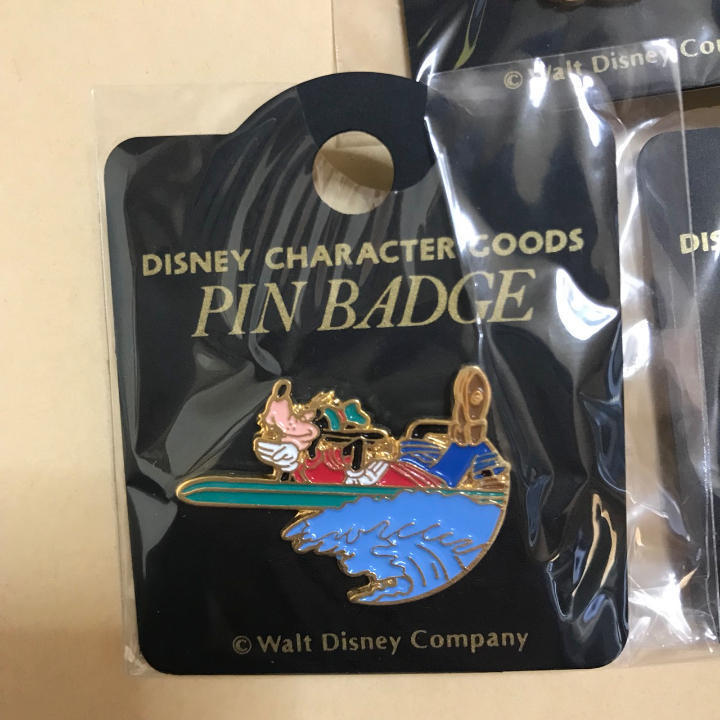 © Walt Disney Com
DISNEY CHARACTER GOODS
PIN BADGE
© Walt Disney Company
DIS